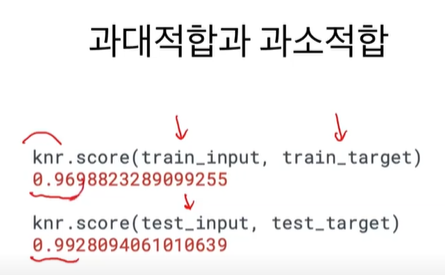 과대적합과 과소적합
knr.score(train_input, train_target)
0.9698823289099255
knr.score(test_input, test_target)
0.9928094061010639